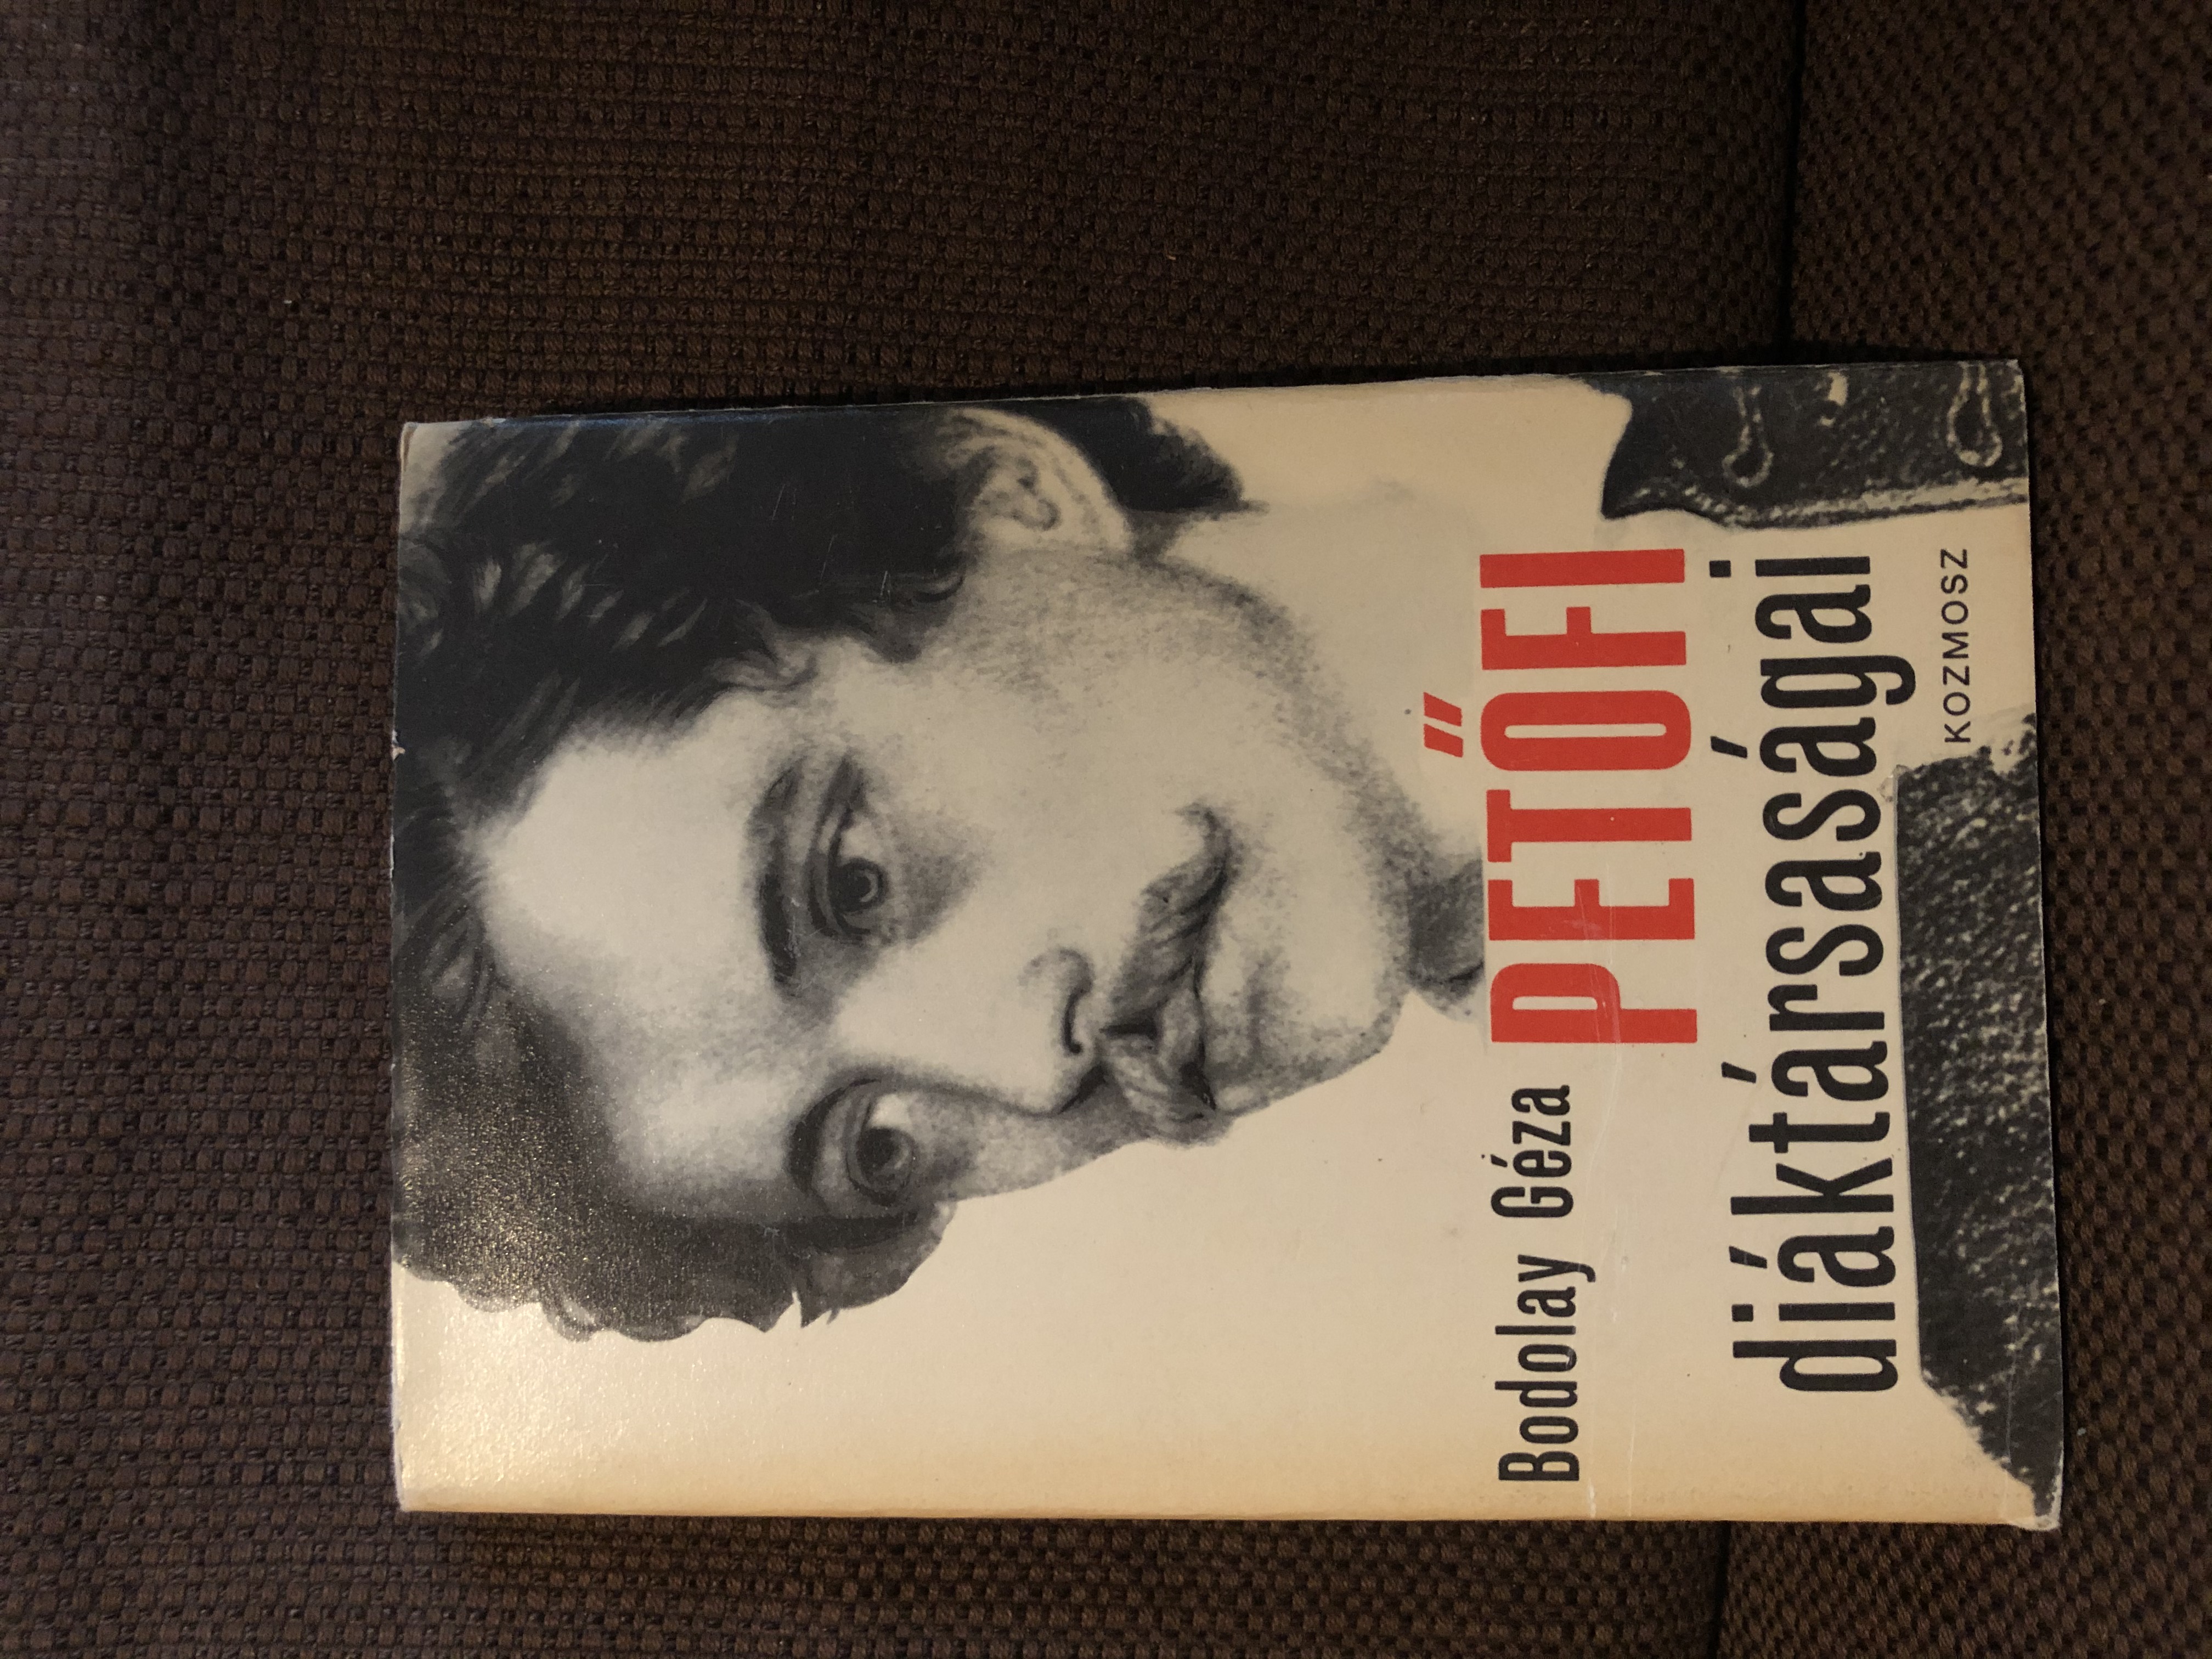 Bodolay Géza PETŐFI
diáktársaságai
KOZMOSZ